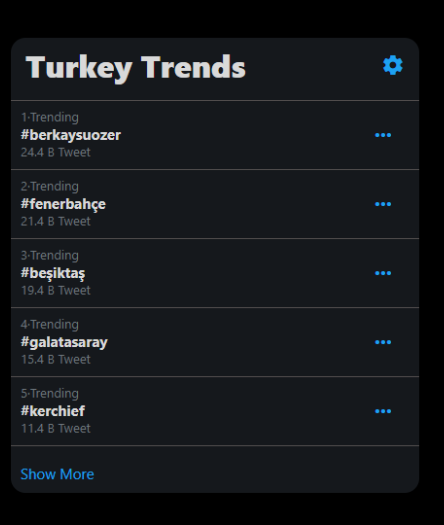 Turkey Trends
1·Trending
#berkaysuozer
24.4 B Tweet
2·Trending
#fenerbahçe
21.4 B Tweet
3·Trending
#beşiktaş
19.4 B Tweet
4·Trending
#galatasaray
15.4 B Tweet
5·Trending
#kerchief
11.4 B Tweet
Show More